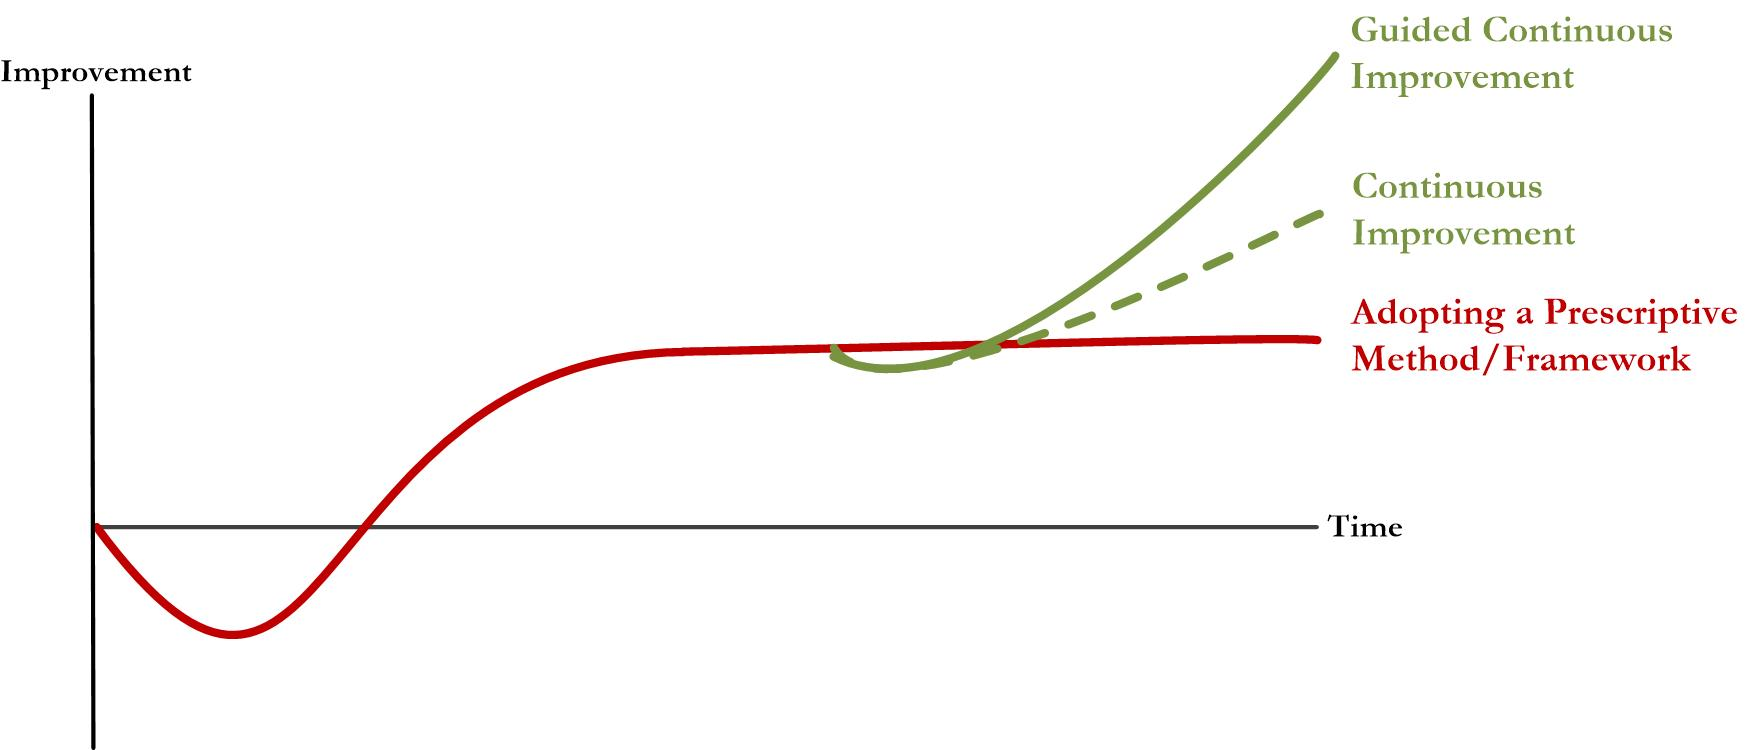 Guided Continuous
Improvement
Improvement
Continuous
Improvement
Adopting a Prescriptive
Method/Framework
Time